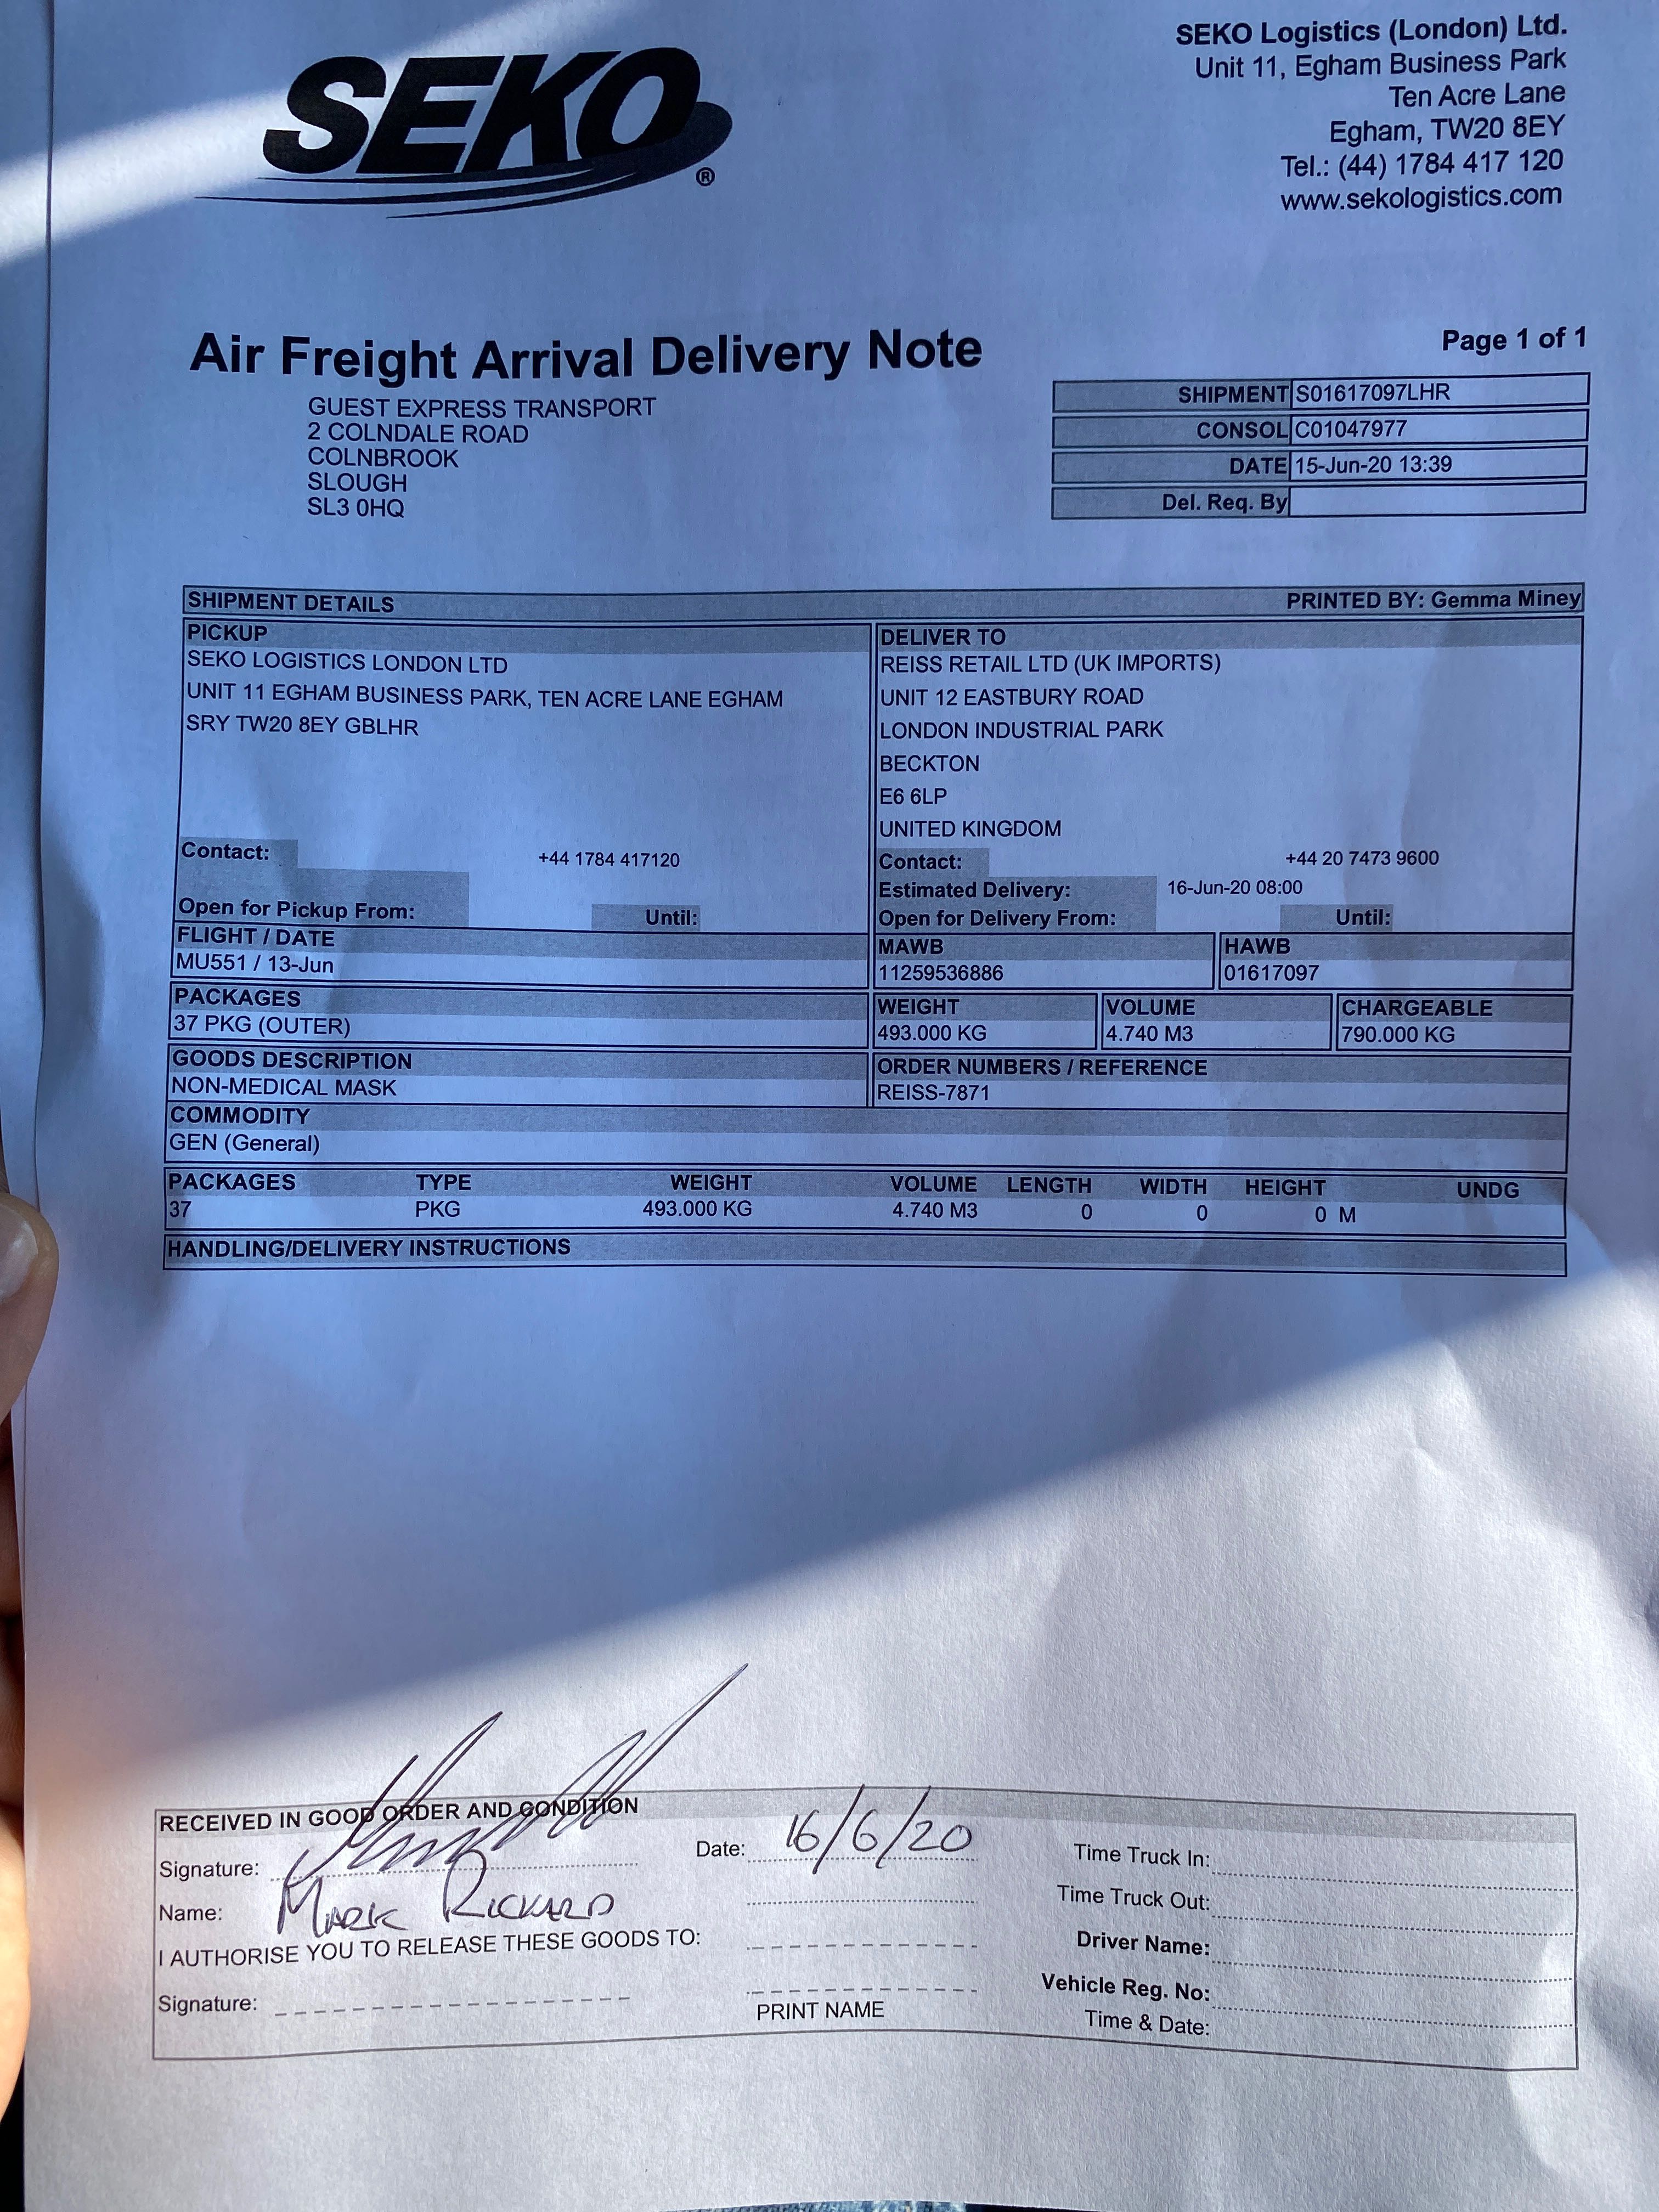 SEKO®
SEKO Logistics (London) Ltd.
Unit 11, Egham Business Park
Ten Acre Lane
Egham, TW20 8EY
Tel.: (44) 1784 417 120
www.sekologistics.com
Air Freight Arrival Delivery Note
Page 1 of 1
GUEST EXPRESS TRANSPORT
2 COLNDALE ROAD
COLNBROOK
SLOUGH
SL3 0HQ
SHIPMENT S01617097LHR
CONSOL C01047977
DATE 15-Jun-20 13:39
Del. Req. By
SHIPMENT DETAILS PRINTED BY: Gemma Miney
PICKUP
SEKO LOGISTICS LONDON LTD
UNIT 11 EGHAM BUSINESS PARK, TEN ACRE LANE EGHAM
SRY TW20 8EY GBLHR
Contact: +44 1784 417120
Open for Pickup From: Until:
DELIVER TO
REISS RETAIL LTD (UK IMPORTS)
UNIT 12 EASTBURY ROAD
LONDON INDUSTRIAL PARK
BECKTON
E6 6LP
UNITED KINGDOM
Contact: +44 20 7473 9600
Estimated Delivery: 16-Jun-20 08:00
Open for Delivery From: Until:
FLIGHT / DATE MAWB HAWB
MU551 / 13-Jun 11259536886 01617097
PACKAGES WEIGHT VOLUME CHARGEABLE
37 PKG (OUTER) 493.000 KG 4.740 M3 790.000 KG
GOODS DESCRIPTION ORDER NUMBERS / REFERENCE
NON-MEDICAL MASK REISS-7871
COMMODITY
GEN (General)
PACKAGES TYPE WEIGHT VOLUME LENGTH WIDTH HEIGHT UNDG
37 PKG 493.000 KG 4.740 M3 0 0 0 M
HANDLING/DELIVERY INSTRUCTIONS
RECEIVED IN GOOD ORDER AND CONDITION
Signature: Date: 16/6/20 Time Truck In:
Name: MARK RICKARD Time Truck Out:
I AUTHORISE YOU TO RELEASE THESE GOODS TO: Driver Name:
Signature: Vehicle Reg. No:
PRINT NAME Time & Date: